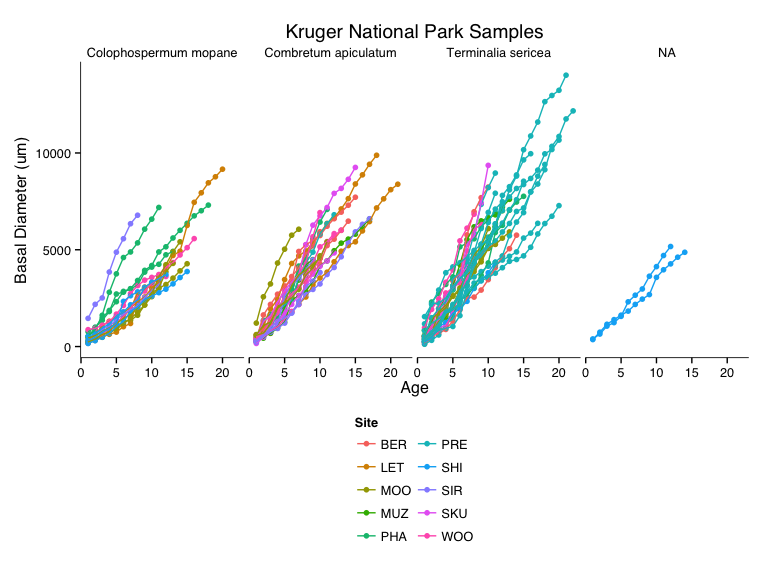 Kruger National Park Samples
Colophospermum mopane Combretum apiculatum Terminalia sericea NA
Basal Diameter (um)
10000
5000
0
0 5 10 15 20 0 5 10 15 20 0 5 10 15 20 0 5 10 15 20
Age
Site
BER PRE
LET SHI
MOO SIR
MUZ SKU
PHA WOO